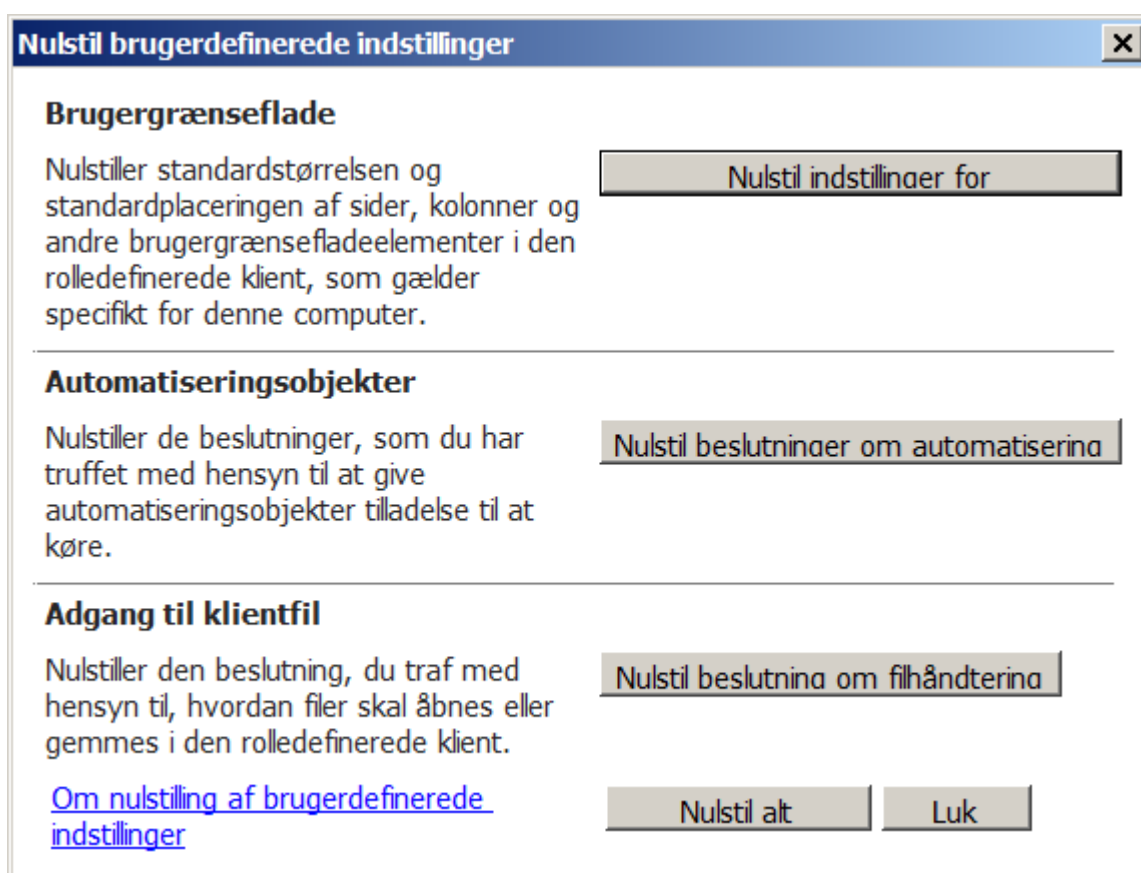 Nulstil brugerdefinerede indstillinger
Brugergrænseflade
Nulstiller standardstørrelsen og
standardplaceringen af sider, kolonner og
andre brugergrænsefladeelementer i den
rolledefinerede klient, som gælder
specifikt for denne computer.
Nulstil indstillinger for
Automatiseringsobjekter
Nulstiller de beslutninger, som du har
truffet med hensyn til at give
automatiseringsobjekter tilladelse til at
køre.
Nulstil beslutninger om automatisering
Adgang til klientfil
Nulstiller den beslutning, du traf med
hensyn til, hvordan filer skal åbnes eller
gemmes i den rolledefinerede klient.
Nulstil beslutning om filhåndtering
Om nulstilling af brugerdefinerede
indstillinger
Nulstil alt
Luk